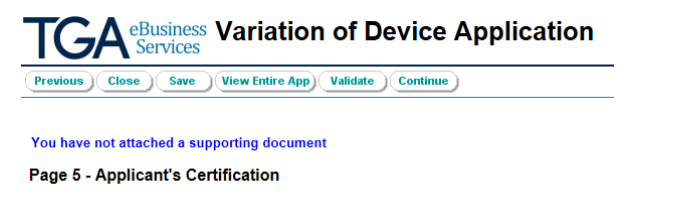 TGA eBusiness Services Variation of Device Application
Previous Close Save View Entire App Validate Continue
You have not attached a supporting document
Page 5 - Applicant's Certification